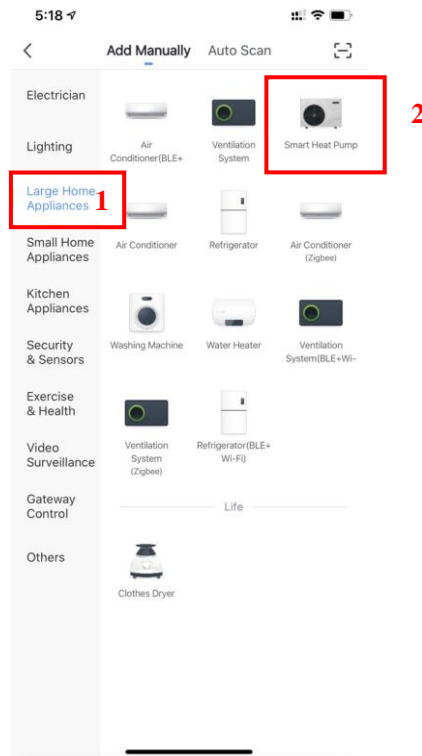 5:18
Add Manually Auto Scan
Electrician
Lighting
Large Home
Appliances
1
Small Home
Appliances
Kitchen
Appliances
Security
& Sensors
Exercise
& Health
Video
Surveillance
Gateway
Control
Others
Air
Conditioner(BLE+
Ventilation
System
Smart Heat Pump
2
Air Conditioner
Refrigerator
Air Conditioner
(Zigbee)
Washing Machine
Water Heater
Ventilation
System(BLE+Wi-
Ventilation
System
(Zigbee)
Refrigerator(BLE+
Wi-Fi)
Life
Clothes Dryer